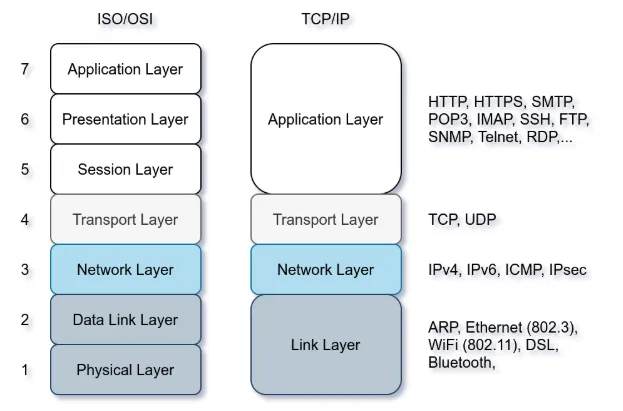 ISO/OSI TCP/IP
7 Application Layer
6 Presentation Layer
5 Session Layer
Application Layer
HTTP, HTTPS, SMTP,
POP3, IMAP, SSH, FTP,
SNMP, Telnet, RDP,...
4 Transport Layer Transport Layer TCP, UDP
3 Network Layer Network Layer IPv4, IPv6, ICMP, IPsec
2 Data Link Layer
1 Physical Layer
Link Layer
ARP, Ethernet (802.3),
WiFi (802.11), DSL,
Bluetooth,